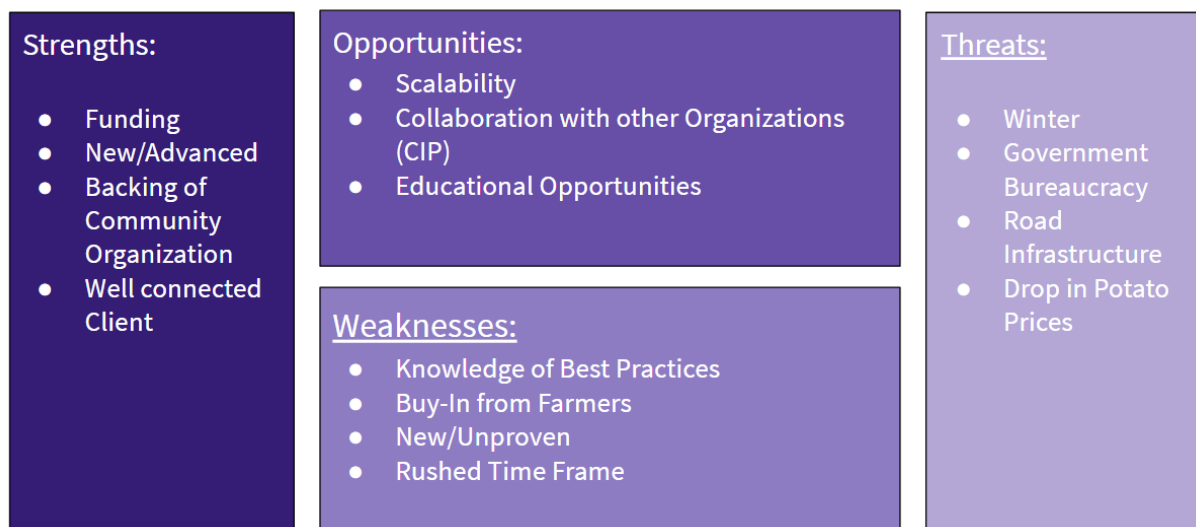 Strengths:
● Funding
● New/Advanced
● Backing of
Community
Organization
● Well connected
Client
Opportunities:
● Scalability
● Collaboration with other Organizations
(CIP)
● Educational Opportunities
Weaknesses:
● Knowledge of Best Practices
● Buy-In from Farmers
● New/Unproven
● Rushed Time Frame
Threats:
● Winter
● Government
Bureaucracy
● Road
Infrastructure
● Drop in Potato
Prices